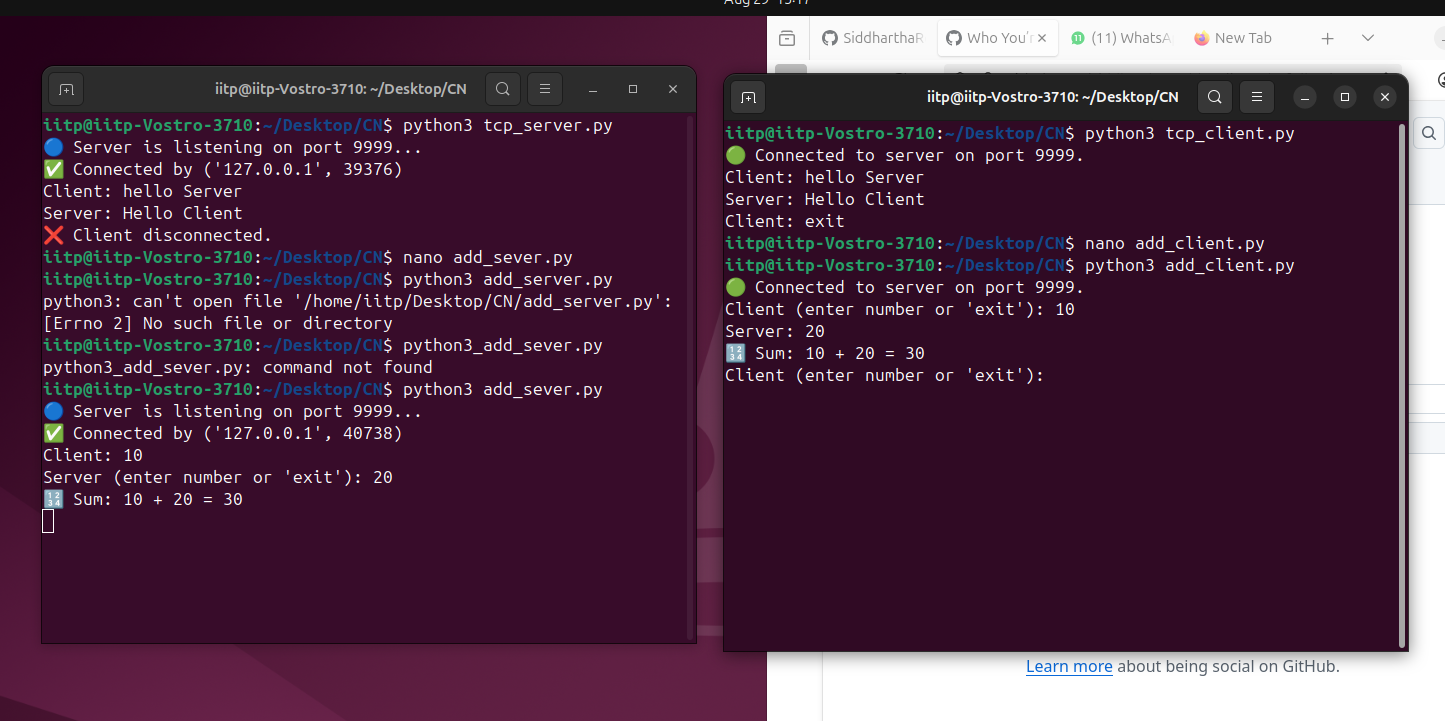 Aug 29 15:17
SiddharthaR
Who You'r
(11) WhatsA
New Tab
iitp@iitp-Vostro-3710: ~/Desktop/CN
iitp@iitp-Vostro-3710:~/Desktop/CN$ python3 tcp_server.py
🔵 Server is listening on port 9999...
✅ Connected by ('127.0.0.1', 39376)
Client: hello Server
Server: Hello Client
❌ Client disconnected.
iitp@iitp-Vostro-3710:~/Desktop/CN$ nano add_sever.py
iitp@iitp-Vostro-3710:~/Desktop/CN$ python3 add_server.py
python3: can't open file '/home/iitp/Desktop/CN/add_server.py':
[Errno 2] No such file or directory
iitp@iitp-Vostro-3710:~/Desktop/CN$ python3_add_sever.py
python3_add_sever.py: command not found
iitp@iitp-Vostro-3710:~/Desktop/CN$ python3 add_sever.py
🔵 Server is listening on port 9999...
✅ Connected by ('127.0.0.1', 40738)
Client: 10
Server (enter number or 'exit'): 20
🔢 Sum: 10 + 20 = 30
iitp@iitp-Vostro-3710: ~/Desktop/CN
iitp@iitp-Vostro-3710:~/Desktop/CN$ python3 tcp_client.py
🟢 Connected to server on port 9999.
Client: hello Server
Server: Hello Client
Client: exit
iitp@iitp-Vostro-3710:~/Desktop/CN$ nano add_client.py
iitp@iitp-Vostro-3710:~/Desktop/CN$ python3 add_client.py
🟢 Connected to server on port 9999.
Client (enter number or 'exit'): 10
Server: 20
🔢 Sum: 10 + 20 = 30
Client (enter number or 'exit'):
Learn more about being social on GitHub.